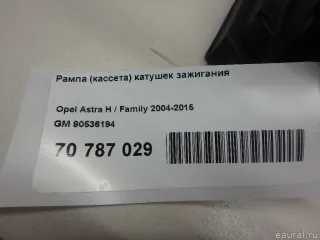 Рампа (кассета) катушек зажигания
Opel Astra H / Family 2004-2015
GM 90536194
70 787 029
eaural.ru